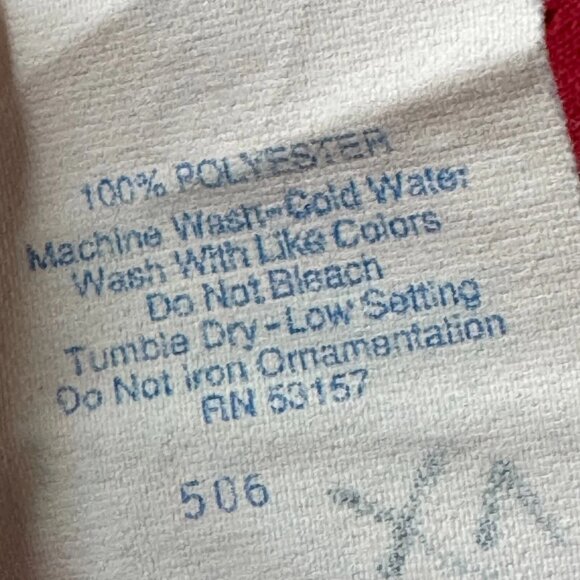 100% POLYESTER
Machine Wash-Cold Water
Wash With Like Colors
Do Not Bleach
Tumble Dry-Low Setting
Do Not Iron Ornamentation
RN 53157
506